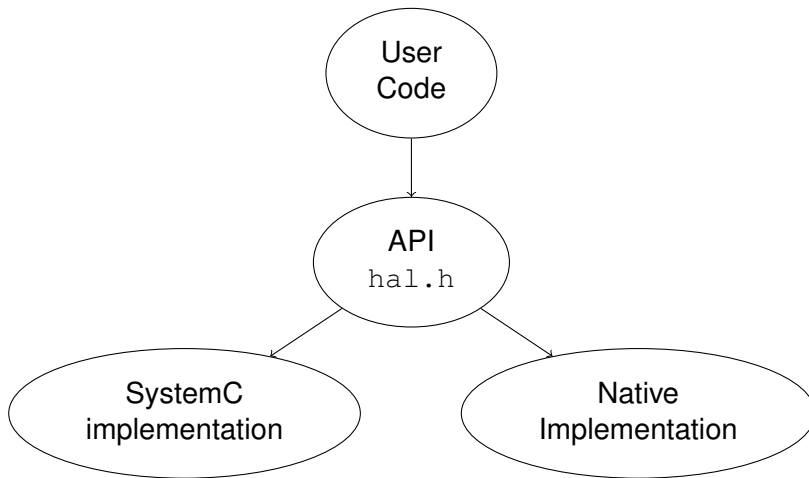 User
Code
API
hal.h
SystemC
implementation
Native
Implementation